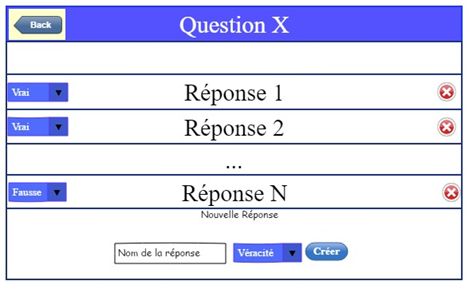 Back Question X
Vrai Réponse 1
Vrai Réponse 2
...
Fausse Réponse N
Nouvelle Réponse
Nom de la réponse Véracité Créer